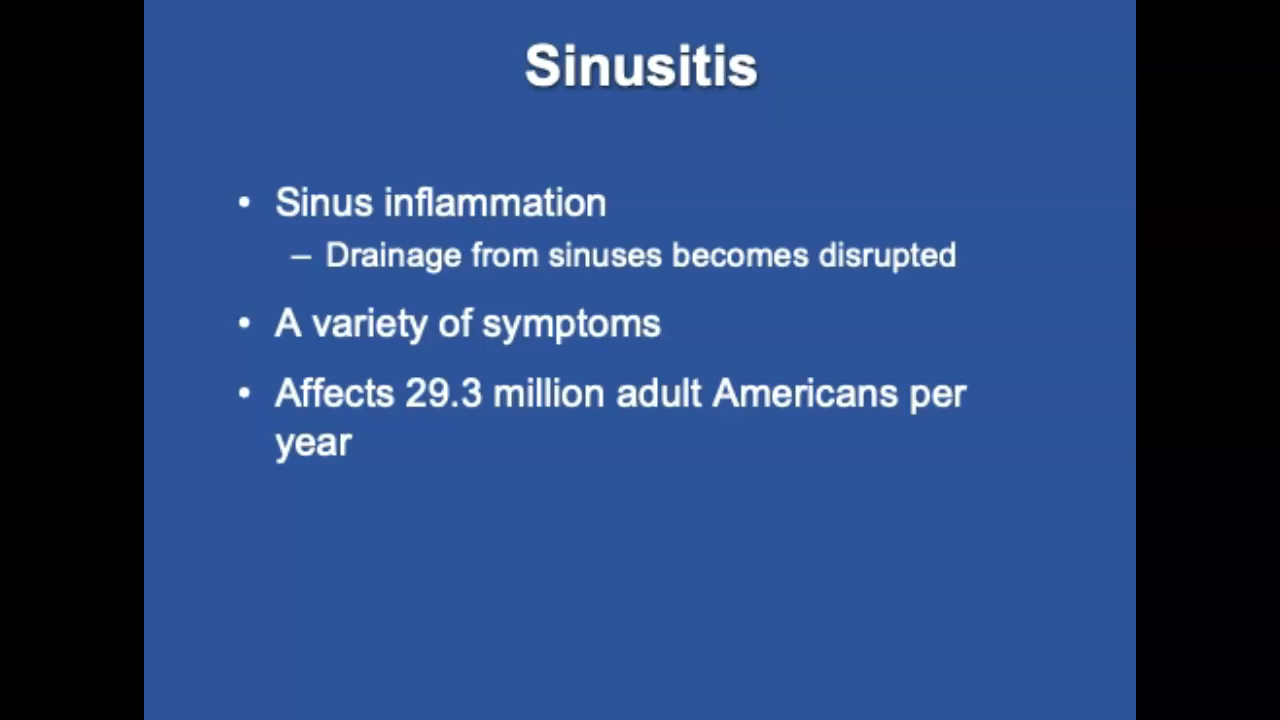 Sinusitis
• Sinus inflammation
– Drainage from sinuses becomes disrupted
• A variety of symptoms
• Affects 29.3 million adult Americans per
year